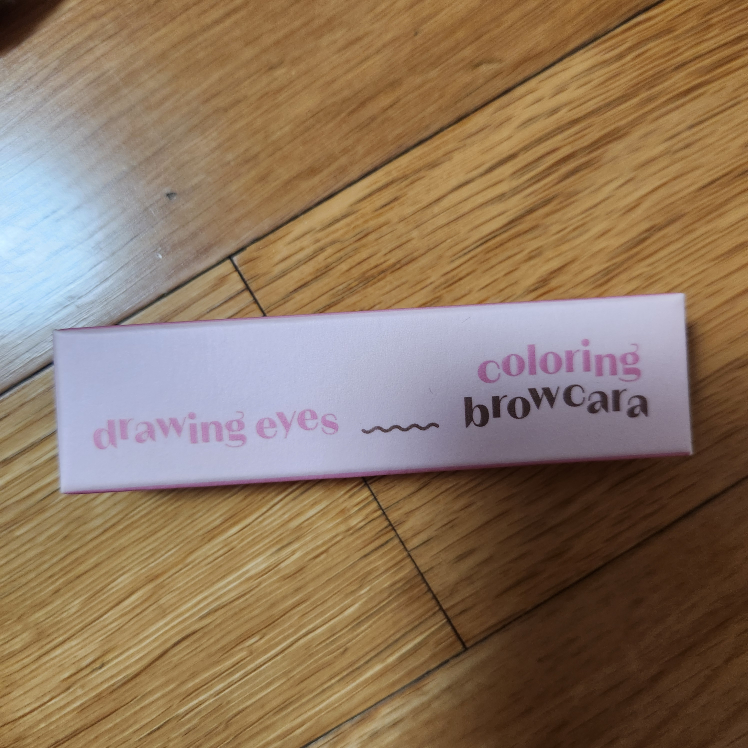 drawing eyes
coloring
browcara